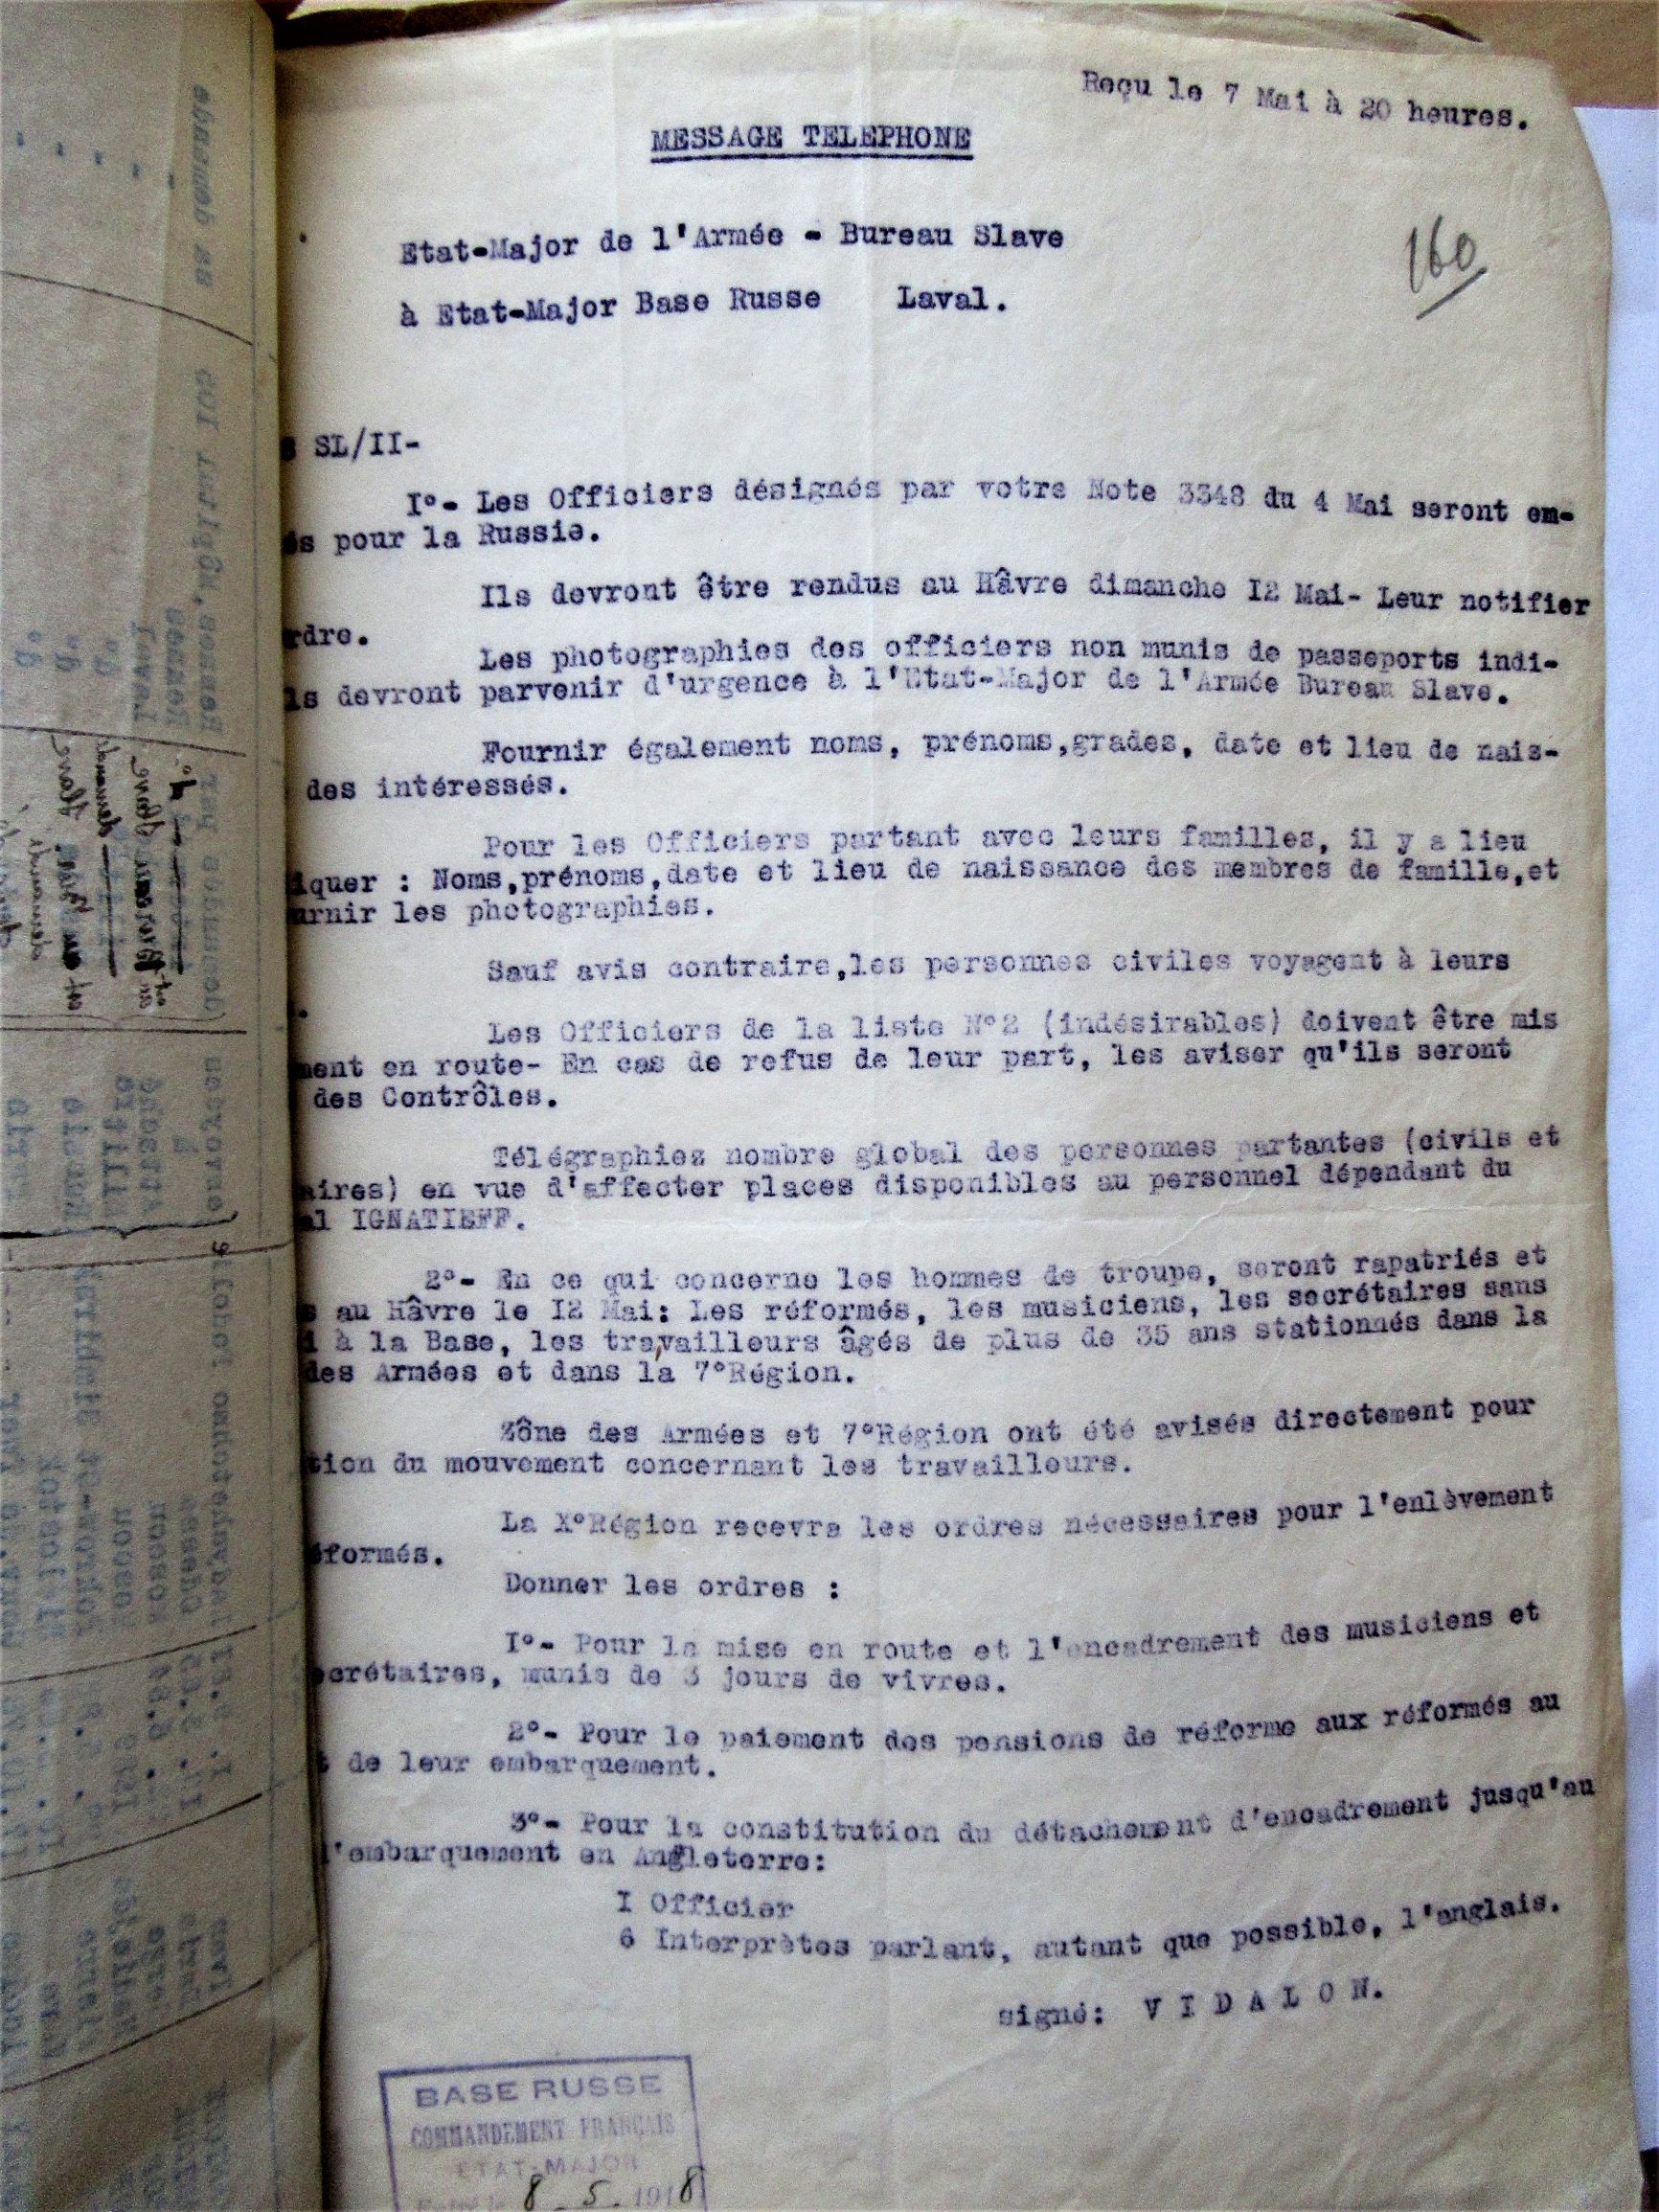 Reçu le 7 Mai à 20 heures.
MESSAGE TELEPHONE
160
Etat-Major de l'Armée - Bureau Slave
à Etat-Major Base Russe Laval.
SL/II-
I°- Les Officiers désignés par votre Note 3348 du 4 Mai seront em-
s pour la Russie.
Ils devront être rendus au Hâvre dimanche I2 Mai- Leur notifier
rdre.
Les photographies des officiers non munis de passeports indi-
ls devront parvenir d'urgence à l'Etat-Major de l'Armée Bureau Slave.
Fournir également noms, prénoms,grades, date et lieu de nais-
des intéressés.
Pour les Officiers partant avec leurs familles, il y a lieu
iquer : Noms,prénoms,date et lieu de naissance des membres de famille,et
urnir les photographies.
Sauf avis contraire,les personnes civiles voyagent à leurs
.
Les Officiers de la liste N°2 (indésirables) doivent être mis
ment en route- En cas de refus de leur part, les aviser qu'ils seront
des Contrôles.
Télégraphiez nombre global des personnes partantes (civils et
aires) en vue d'affecter places disponibles au personnel dépendant du
al IGNATIEFF.
2°- En ce qui concerne les hommes de troupe, seront rapatriés et
s au Hâvre le I2 Mai: Les réformés, les musiciens, les secrétaires sans
i à la Base, les travailleurs âgés de plus de 35 ans stationnés dans la
des Armées et dans la 7°Région.
Zône des Armées et 7°Région ont été avisés directement pour
tion du mouvement concernant les travailleurs.
La X°Région recevra les ordres nécessaires pour l'enlèvement
éformés.
Donner les ordres :
I°- Pour la mise en route et l'encadrement des musiciens et
ecrétaires, munis de 3 jours de vivres.
2°- Pour le paiement des pensions de réforme aux réformés au
t de leur embarquement.
3°- Pour la constitution du détachement d'encadrement jusqu'au
l'embarquement en Angleterre:
I Officier
6 Interprètes parlant, autant que possible, l'anglais.
signé: V I D A L O N.
BASE RUSSE
COMMANDEMENT FRANÇAIS
ETAT-MAJOR
8 5 1918